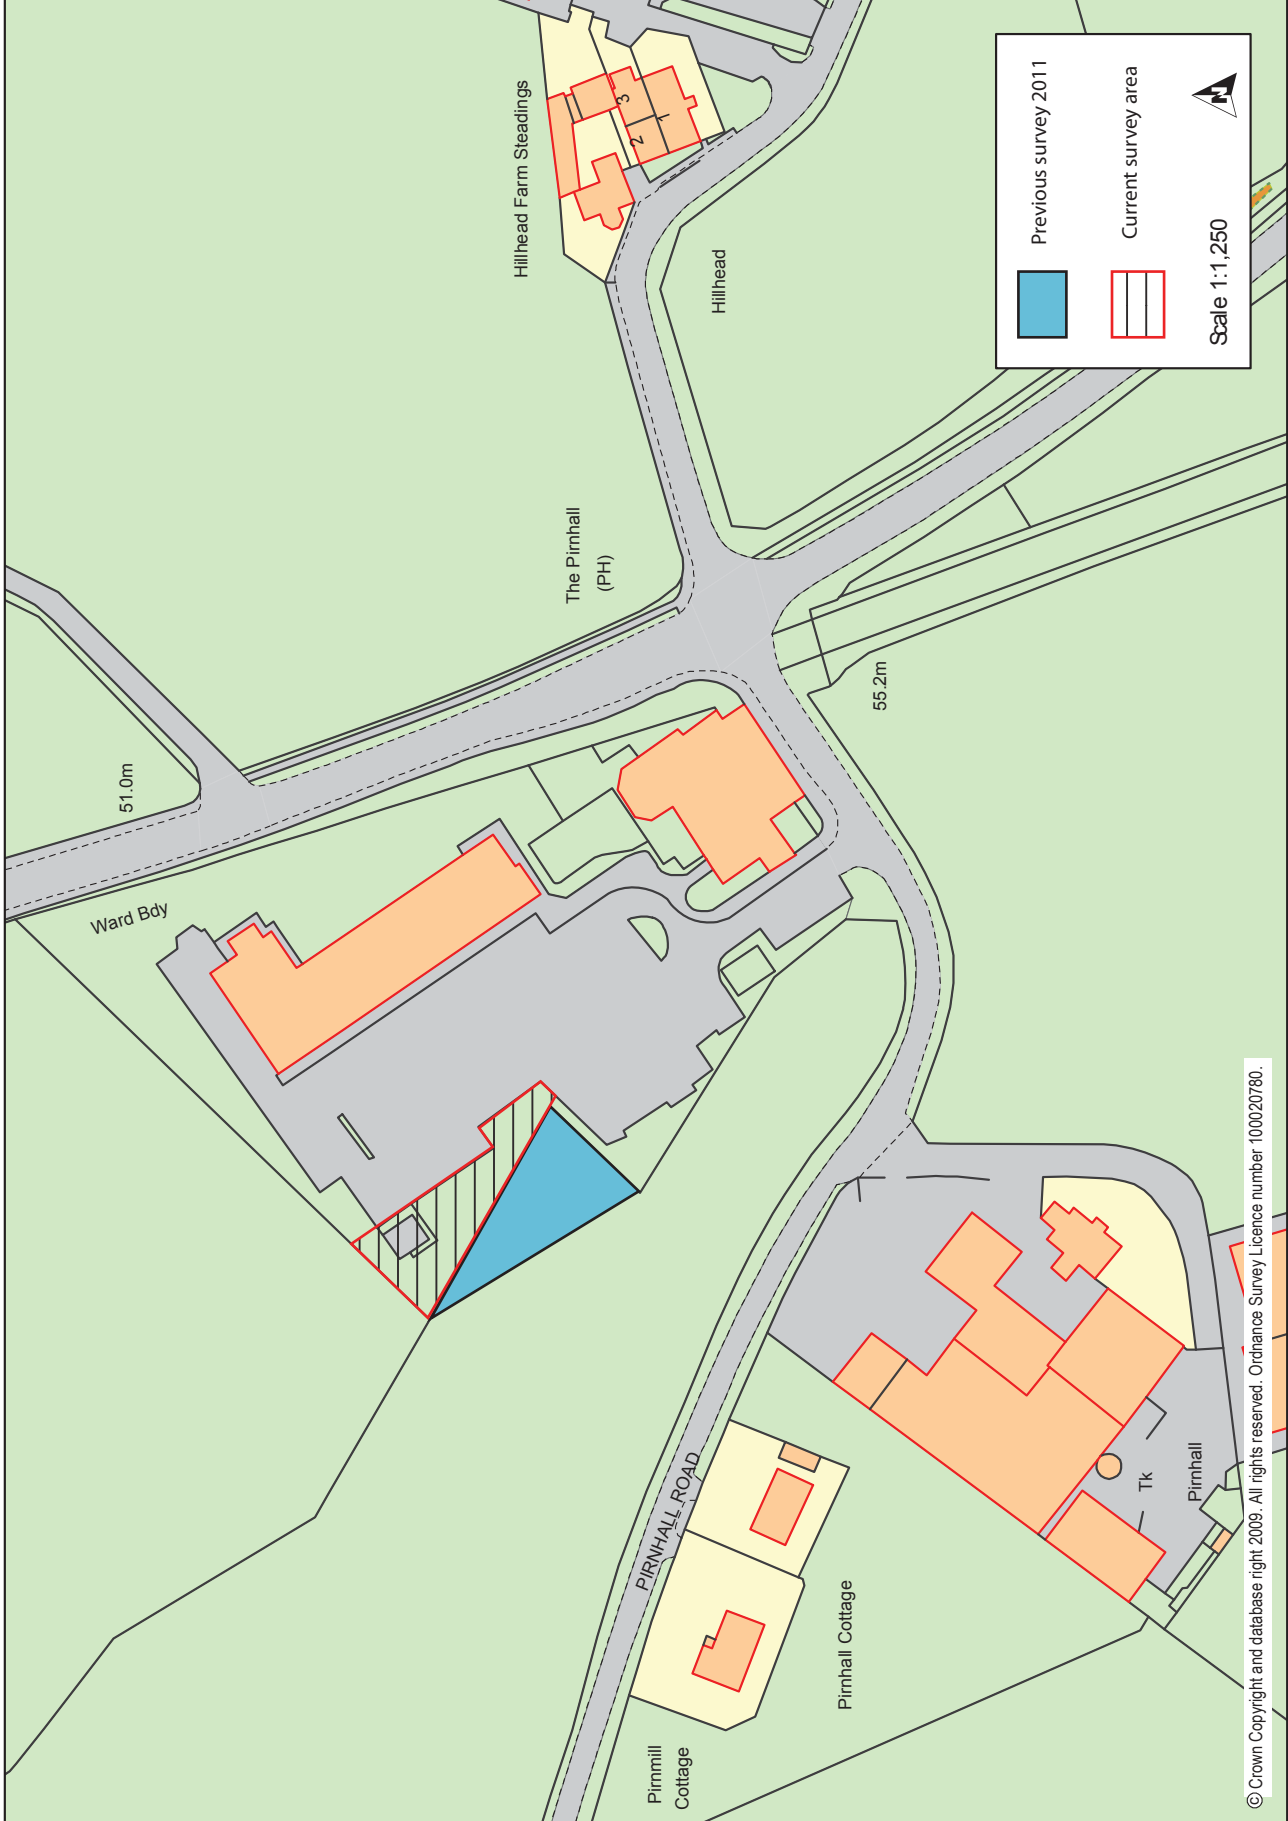 Ward Bdy
51.0m
The Pirnhall
(PH)
Hillhead Farm Steadings
2
3
1
Hillhead
55.2m
PIRNHALL ROAD
Pirnmill
Cottage
Pirnhall Cottage
Tk
Pirnhall
Previous survey 2011
Current survey area
Scale 1:1,250
N
© Crown Copyright and database right 2009. All rights reserved. Ordnance Survey Licence number 100020780.